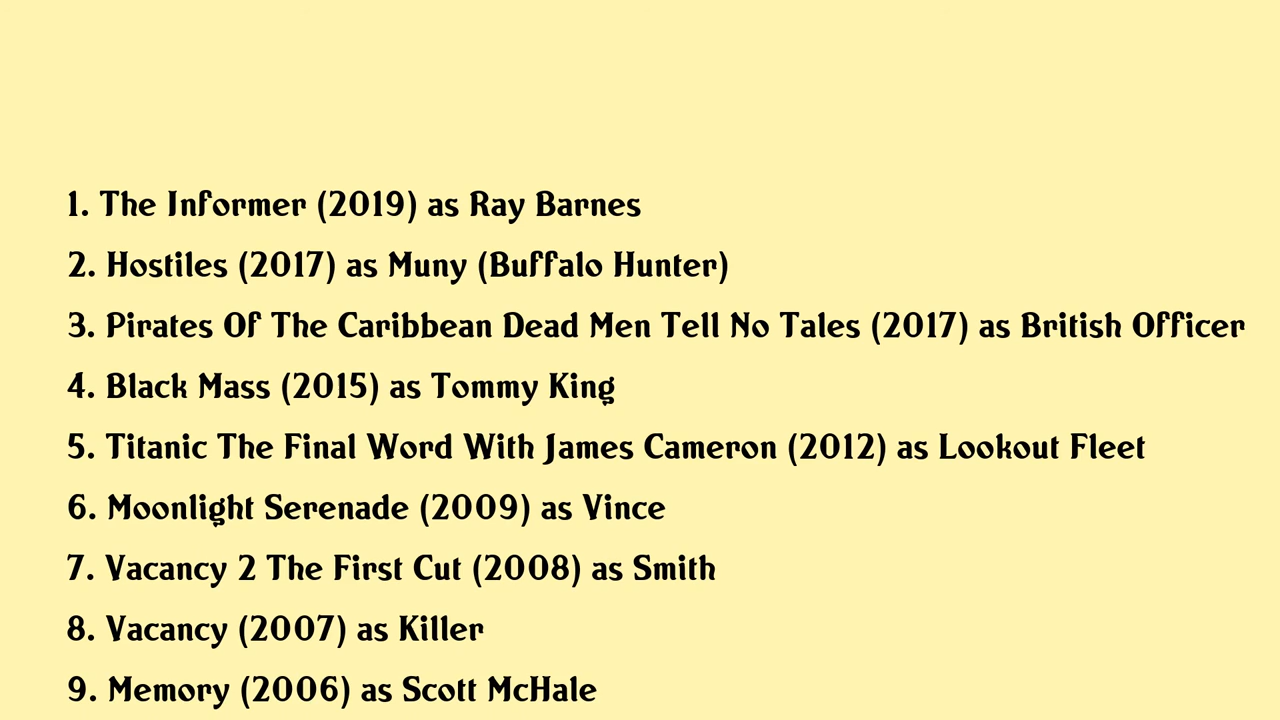 1. The Informer (2019) as Ray Barnes
2. Hostiles (2017) as Muny (Buffalo Hunter)
3. Pirates Of The Caribbean Dead Men Tell No Tales (2017) as British Officer
4. Black Mass (2015) as Tommy King
5. Titanic The Final Word With James Cameron (2012) as Lookout Fleet
6. Moonlight Serenade (2009) as Vince
7. Vacancy 2 The First Cut (2008) as Smith
8. Vacancy (2007) as Killer
9. Memory (2006) as Scott McHale